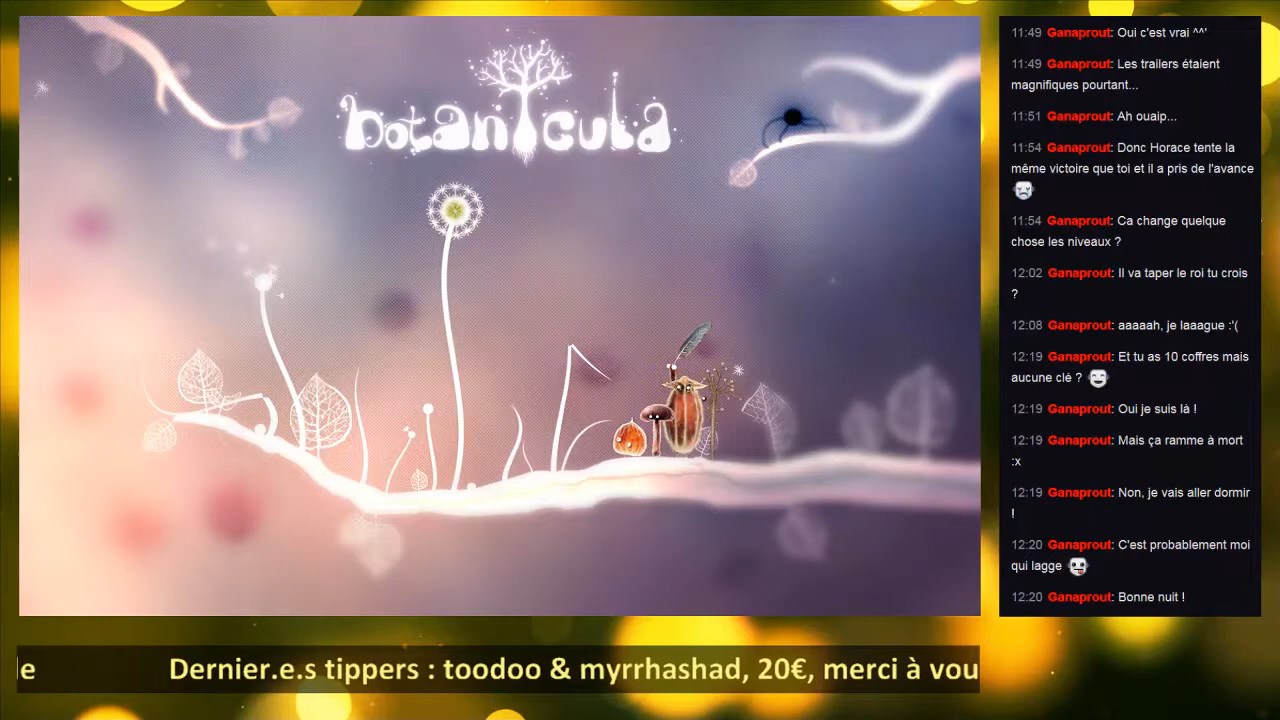 botanicula
11:49 Ganaprout: Oui c'est vrai ^^'
11:49 Ganaprout: Les trailers étaient
magnifiques pourtant...
11:51 Ganaprout: Ah ouaip...
11:54 Ganaprout: Donc Horace tente la
même victoire que toi et il a pris de l'avance
11:54 Ganaprout: Ca change quelque
chose les niveaux ?
12:02 Ganaprout: Il va taper le roi tu crois
?
12:08 Ganaprout: aaaaah, je laaague :'(
12:19 Ganaprout: Et tu as 10 coffres mais
aucune clé ?
12:19 Ganaprout: Oui je suis là !
12:19 Ganaprout: Mais ça ramme à mort
:x
12:19 Ganaprout: Non, je vais aller dormir
!
12:20 Ganaprout: C'est probablement moi
qui lagge
12:20 Ganaprout: Bonne nuit !
le Dernier.e.s tippers : toodoo & myrrhashad, 20€, merci à vou